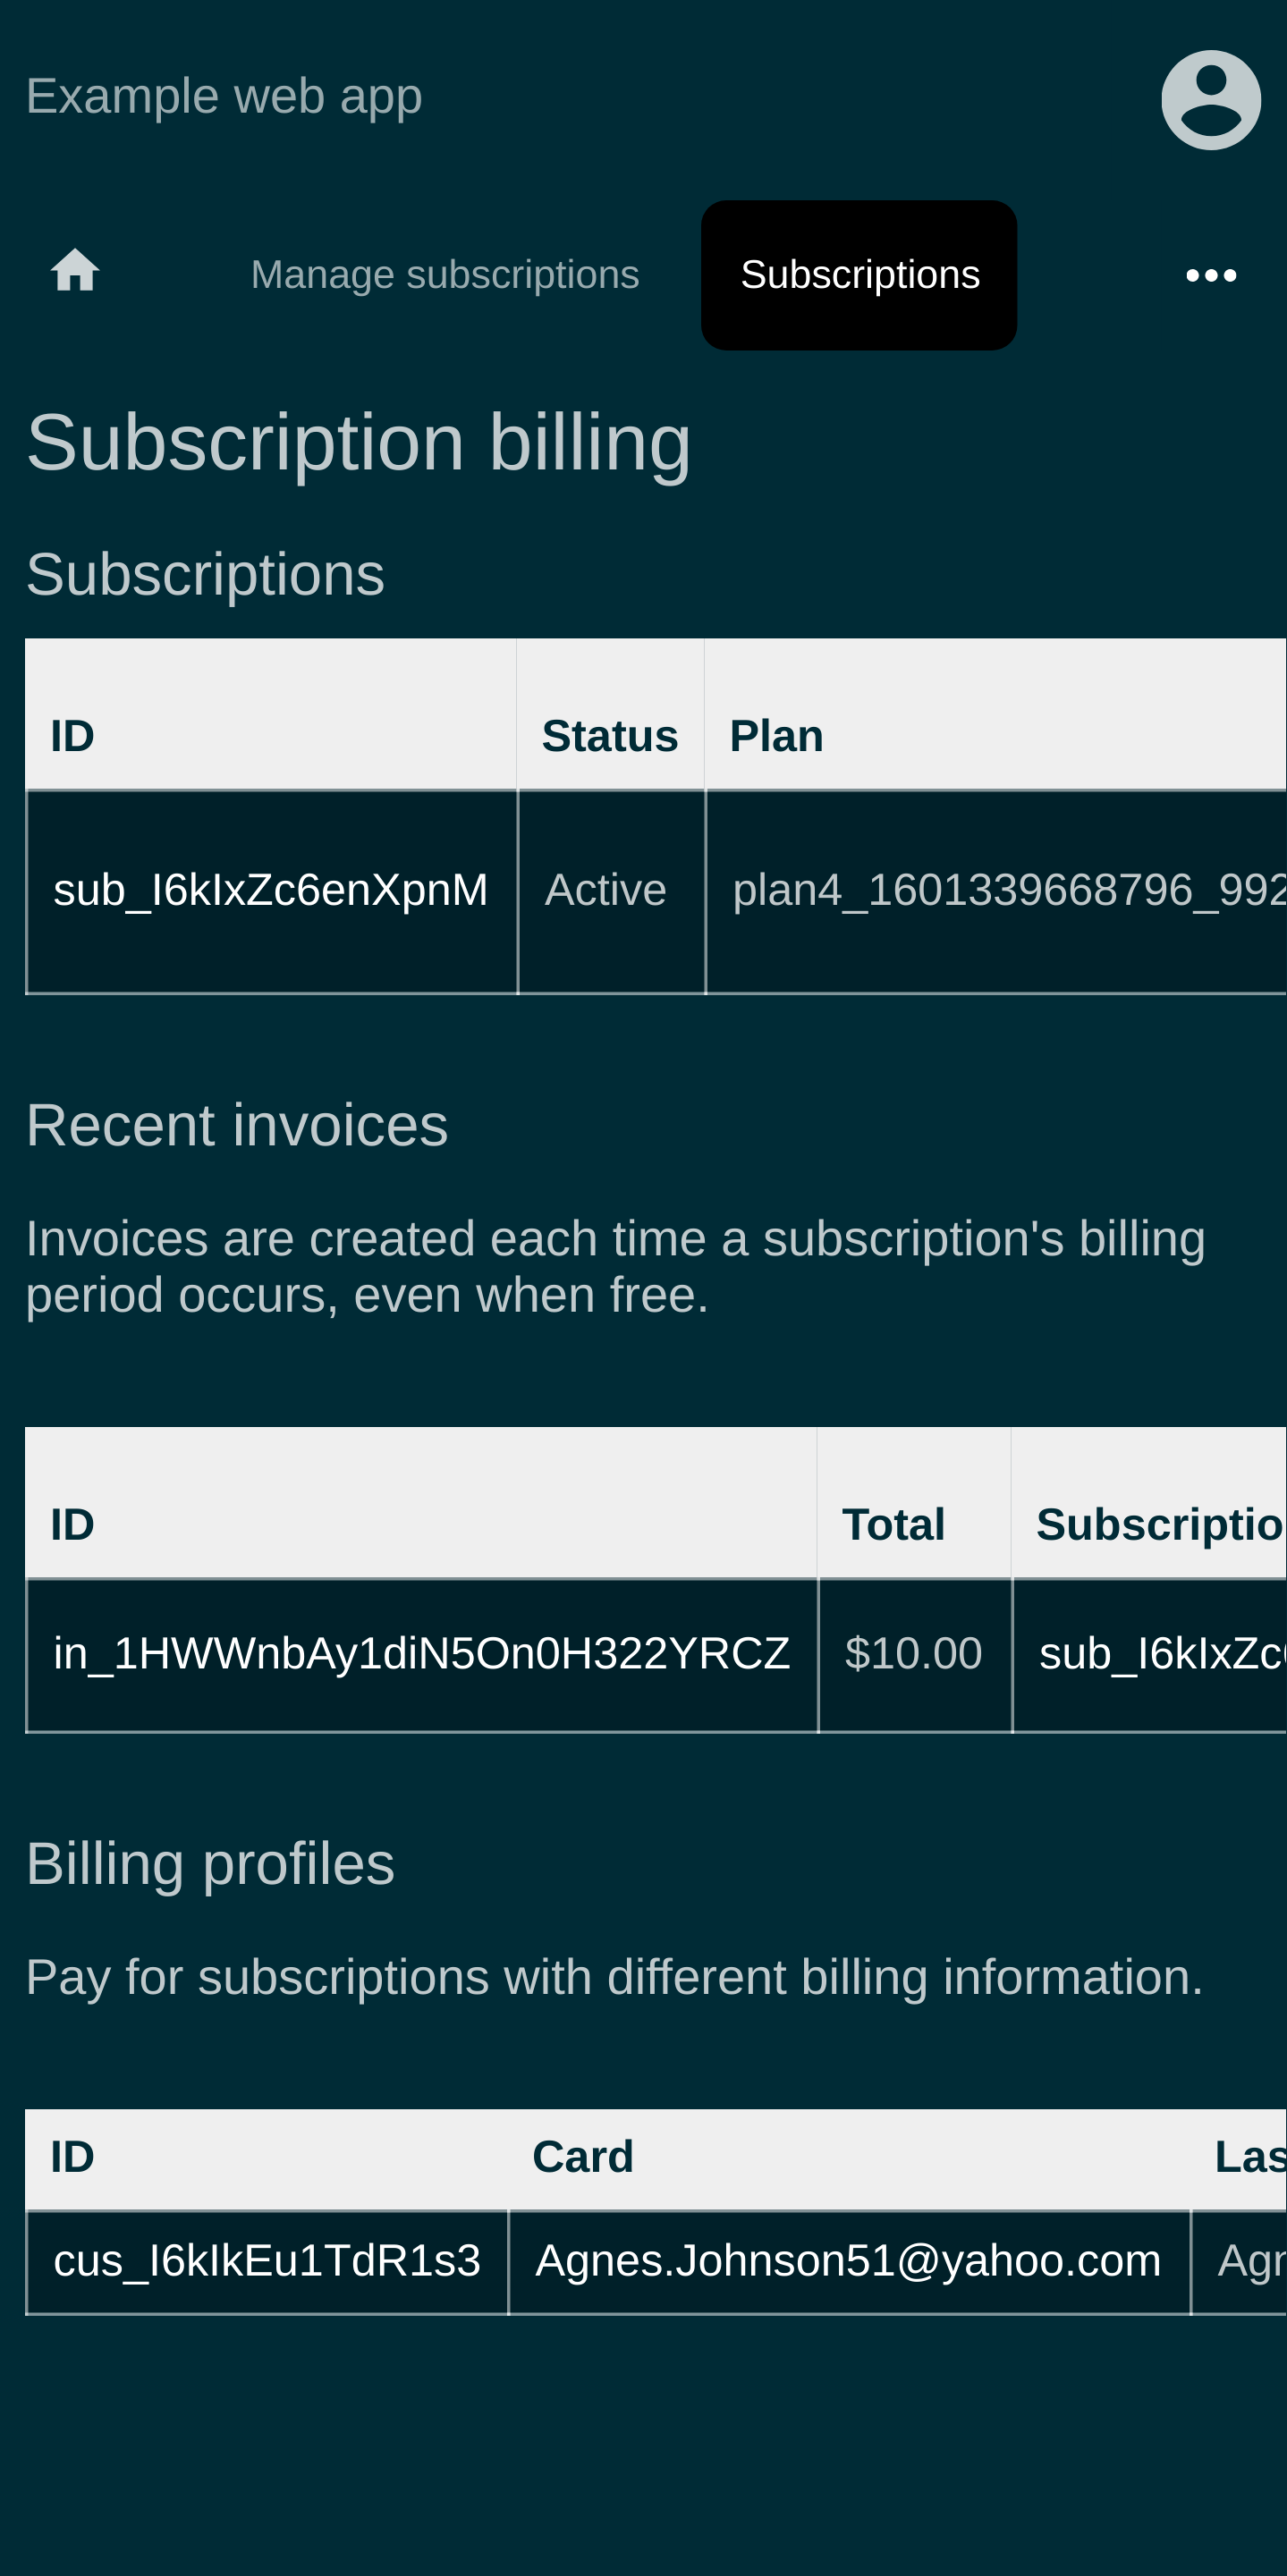 Example web app
Manage subscriptions Subscriptions
Subscription billing
Subscriptions
ID Status Plan
sub_I6kIxZc6enXpnM Active plan4_1601339668796_992
Recent invoices
Invoices are created each time a subscription's billing
period occurs, even when free.
ID Total Subscriptio
in_1HWWnbAy1diN5On0H322YRCZ $10.00 sub_I6kIxZc
Billing profiles
Pay for subscriptions with different billing information.
ID Card Las
cus_I6kIkEu1TdR1s3 Agnes.Johnson51@yahoo.com Agn